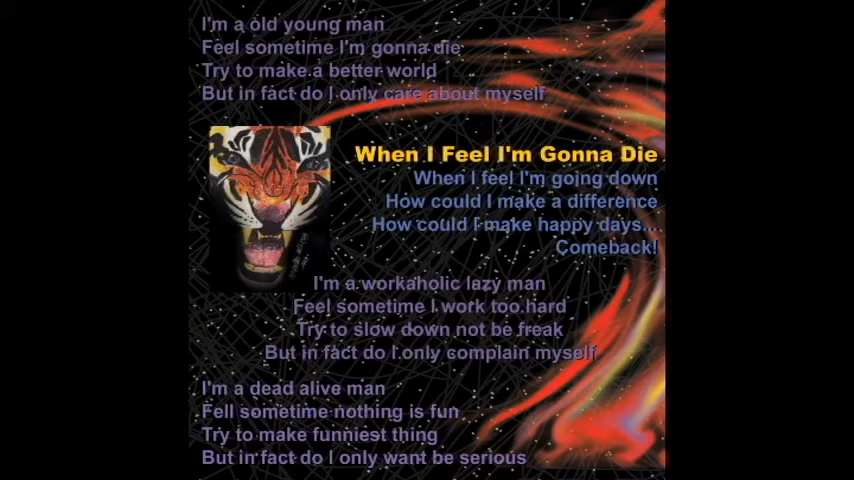 I'm a old young man
Feel sometime I'm gonna die
Try to make a better world
But in fact do I only care about myself
When I Feel I'm Gonna Die
When I feel I'm going down
How could I make a difference
How could I make happy days...
Comeback!
I'm a workaholic lazy man
Feel sometime I work too hard
Try to slow down not be freak
But in fact do I only complain myself
I'm a dead alive man
Fell sometime nothing is fun
Try to make funniest thing
But in fact do I only want be serious